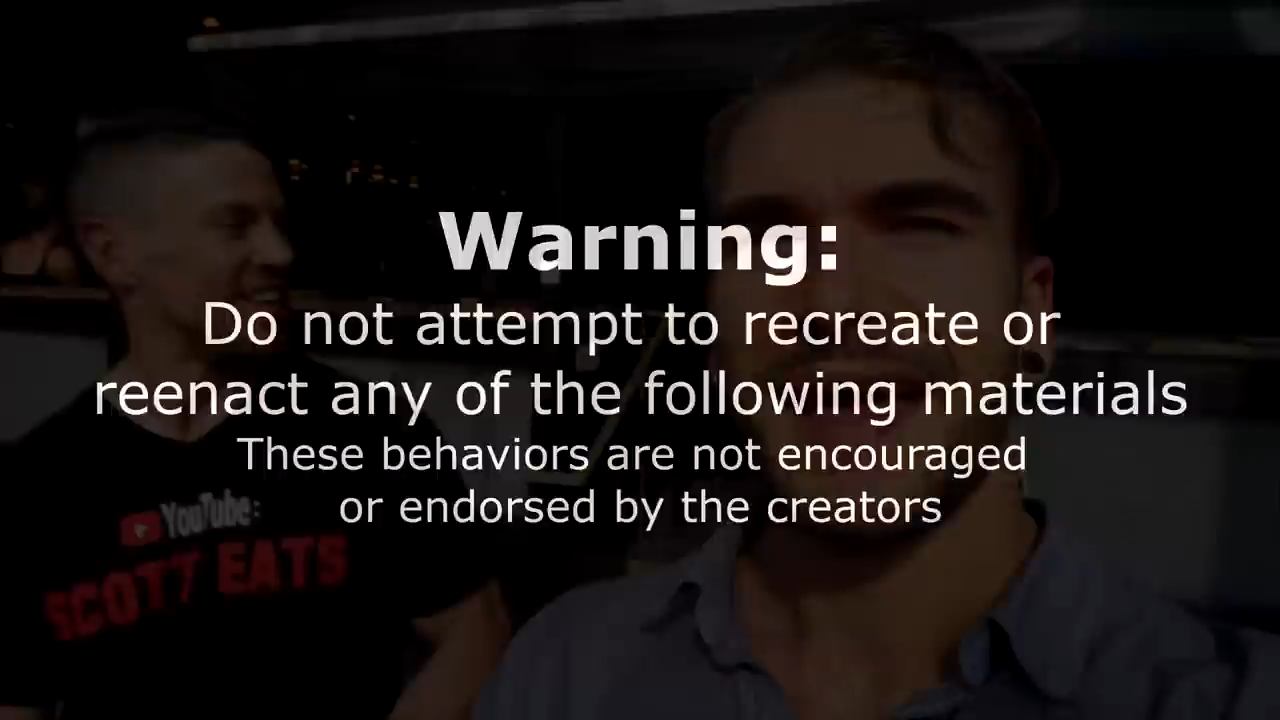 Warning:
Do not attempt to recreate or
reenact any of the following materials
These behaviors are not encouraged
or endorsed by the creators
YouTube:
SCOTT EATS